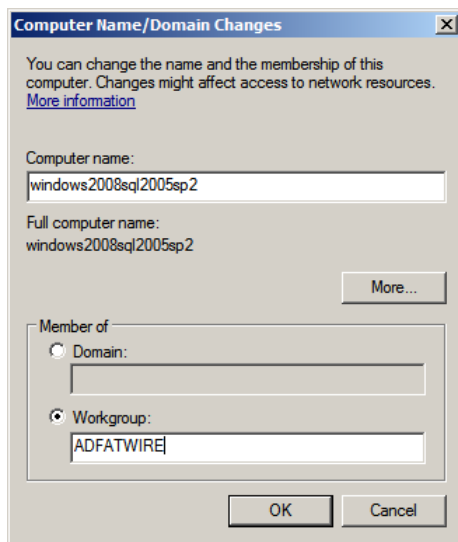 Computer Name/Domain Changes
You can change the name and the membership of this
computer. Changes might affect access to network resources.
More information
Computer name:
windows2008sql2005sp2
Full computer name:
windows2008sql2005sp2
More...
Member of
Domain:
Workgroup:
ADFATWIRE
OK Cancel